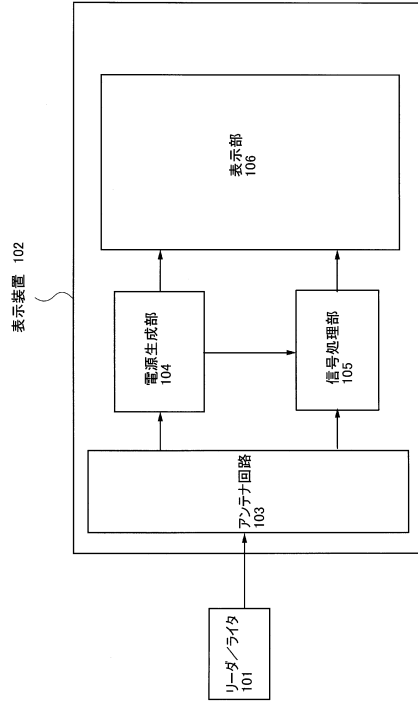 表示装置 102
リーダ／ライタ
101
アンテナ回路
103
電源生成部
104
信号処理部
105
表示部
106